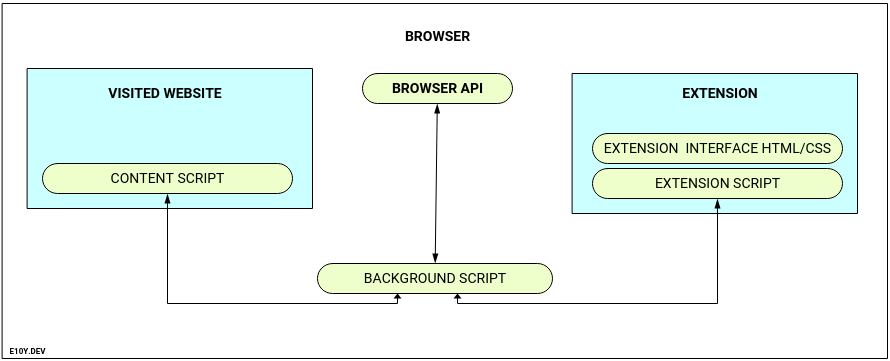 BROWSER
VISITED WEBSITE
BROWSER API
EXTENSION
EXTENSION  INTERFACE HTML/CSS
CONTENT SCRIPT
EXTENSION SCRIPT
BACKGROUND SCRIPT
E10Y.DEV